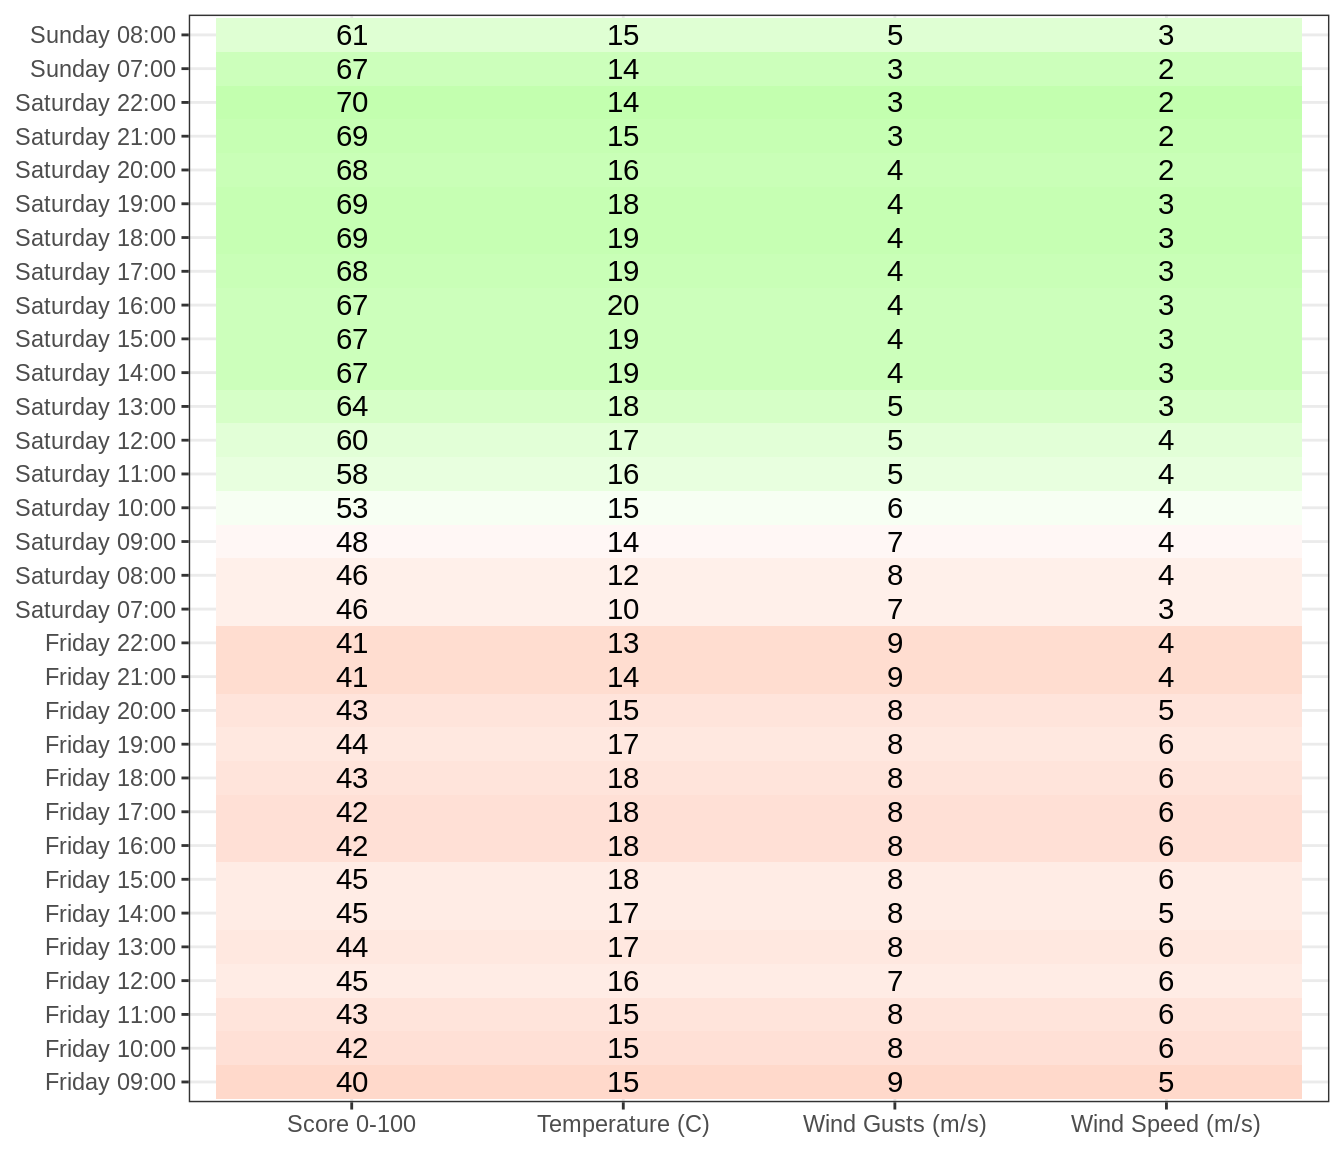 Sunday 08:00 61 15 5 3
Sunday 07:00 67 14 3 2
Saturday 22:00 70 14 3 2
Saturday 21:00 69 15 3 2
Saturday 20:00 68 16 4 2
Saturday 19:00 69 18 4 3
Saturday 18:00 69 19 4 3
Saturday 17:00 68 19 4 3
Saturday 16:00 67 20 4 3
Saturday 15:00 67 19 4 3
Saturday 14:00 67 19 4 3
Saturday 13:00 64 18 5 3
Saturday 12:00 60 17 5 4
Saturday 11:00 58 16 5 4
Saturday 10:00 53 15 6 4
Saturday 09:00 48 14 7 4
Saturday 08:00 46 12 8 4
Saturday 07:00 46 10 7 3
Friday 22:00 41 13 9 4
Friday 21:00 41 14 9 4
Friday 20:00 43 15 8 5
Friday 19:00 44 17 8 6
Friday 18:00 43 18 8 6
Friday 17:00 42 18 8 6
Friday 16:00 42 18 8 6
Friday 15:00 45 18 8 6
Friday 14:00 45 17 8 5
Friday 13:00 44 17 8 6
Friday 12:00 45 16 7 6
Friday 11:00 43 15 8 6
Friday 10:00 42 15 8 6
Friday 09:00 40 15 9 5
Score 0-100 Temperature (C) Wind Gusts (m/s) Wind Speed (m/s)